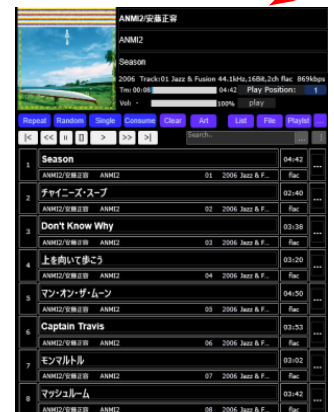 ANMI2/安藤正容
ANMI2
Season
2006 Track:01 Jazz & Fusion 44.1kHz,16Bit,2ch flac 869kbps
Tm: 00:08 04:42 Play Position: 1
Vol: - 100% play
Repeat Random Single Consume Clear Art List File Playlist ...
|< << II [] > >> >| Search.. ...
1 Season 04:42 ...
ANMI2/安藤正容 ANMI2 01 2006 Jazz & F... flac
2 チャイニーズ・スープ 02:40 ...
ANMI2/安藤正容 ANMI2 02 2006 Jazz & F... flac
3 Don't Know Why 03:38 ...
ANMI2/安藤正容 ANMI2 03 2006 Jazz & F... flac
4 上を向いて歩こう 03:20 ...
ANMI2/安藤正容 ANMI2 04 2006 Jazz & F... flac
5 マン・オン・ザ・ムーン 04:50 ...
ANMI2/安藤正容 ANMI2 05 2006 Jazz & F... flac
6 Captain Travis 03:53 ...
ANMI2/安藤正容 ANMI2 06 2006 Jazz & F... flac
7 モンマルトル 03:02 ...
ANMI2/安藤正容 ANMI2 07 2006 Jazz & F... flac
8 マッシュルーム 03:42 ...
ANMI2/安藤正容 ANMI2 08 2006 Jazz & F... flac